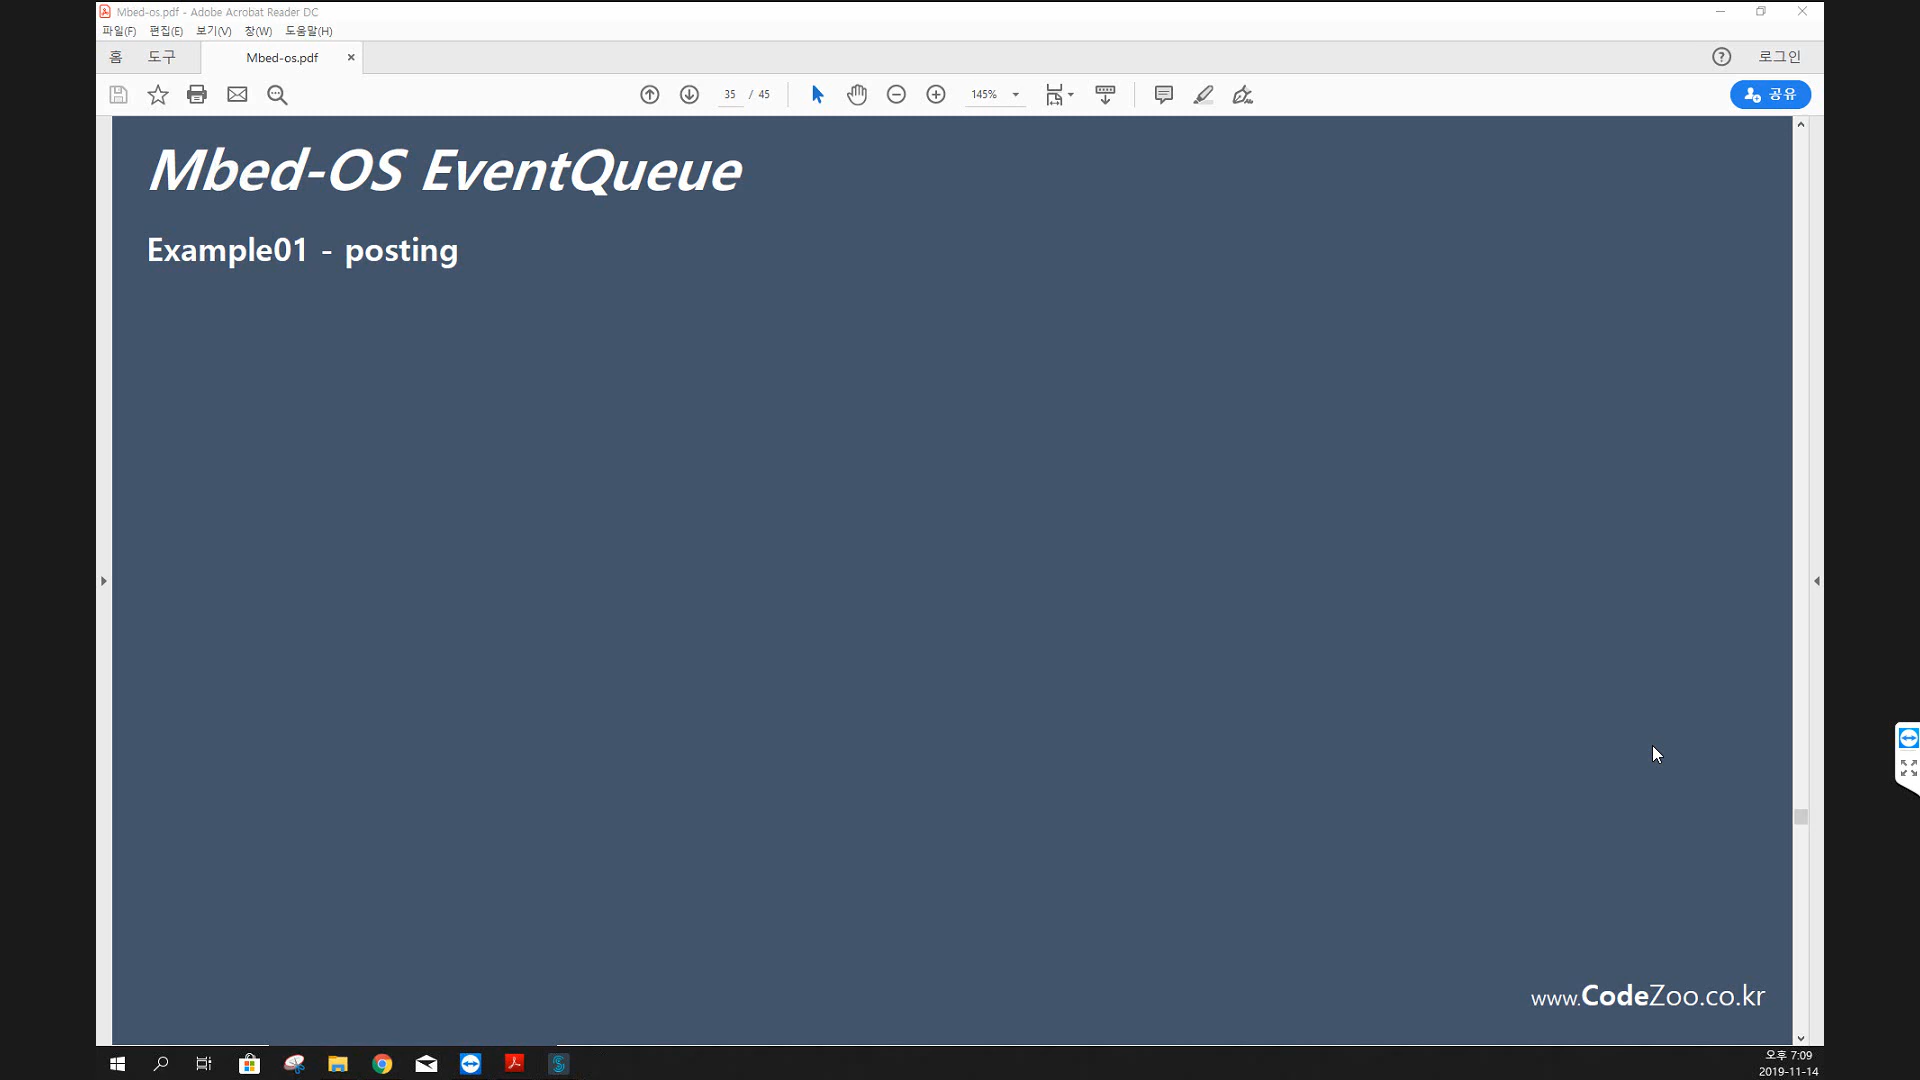 Mbed-os.pdf - Adobe Acrobat Reader DC
파일(F) 편집(E) 보기(V) 창(W) 도움말(H)
홈 도구 Mbed-os.pdf 로그인
35 / 45 145% 공유
Mbed-OS EventQueue
Example01 - posting
www.CodeZoo.co.kr
오후 7:09
2019-11-14